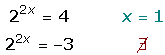 2^{2x} = 4 x = 1
2^{2x} = –3 ∄